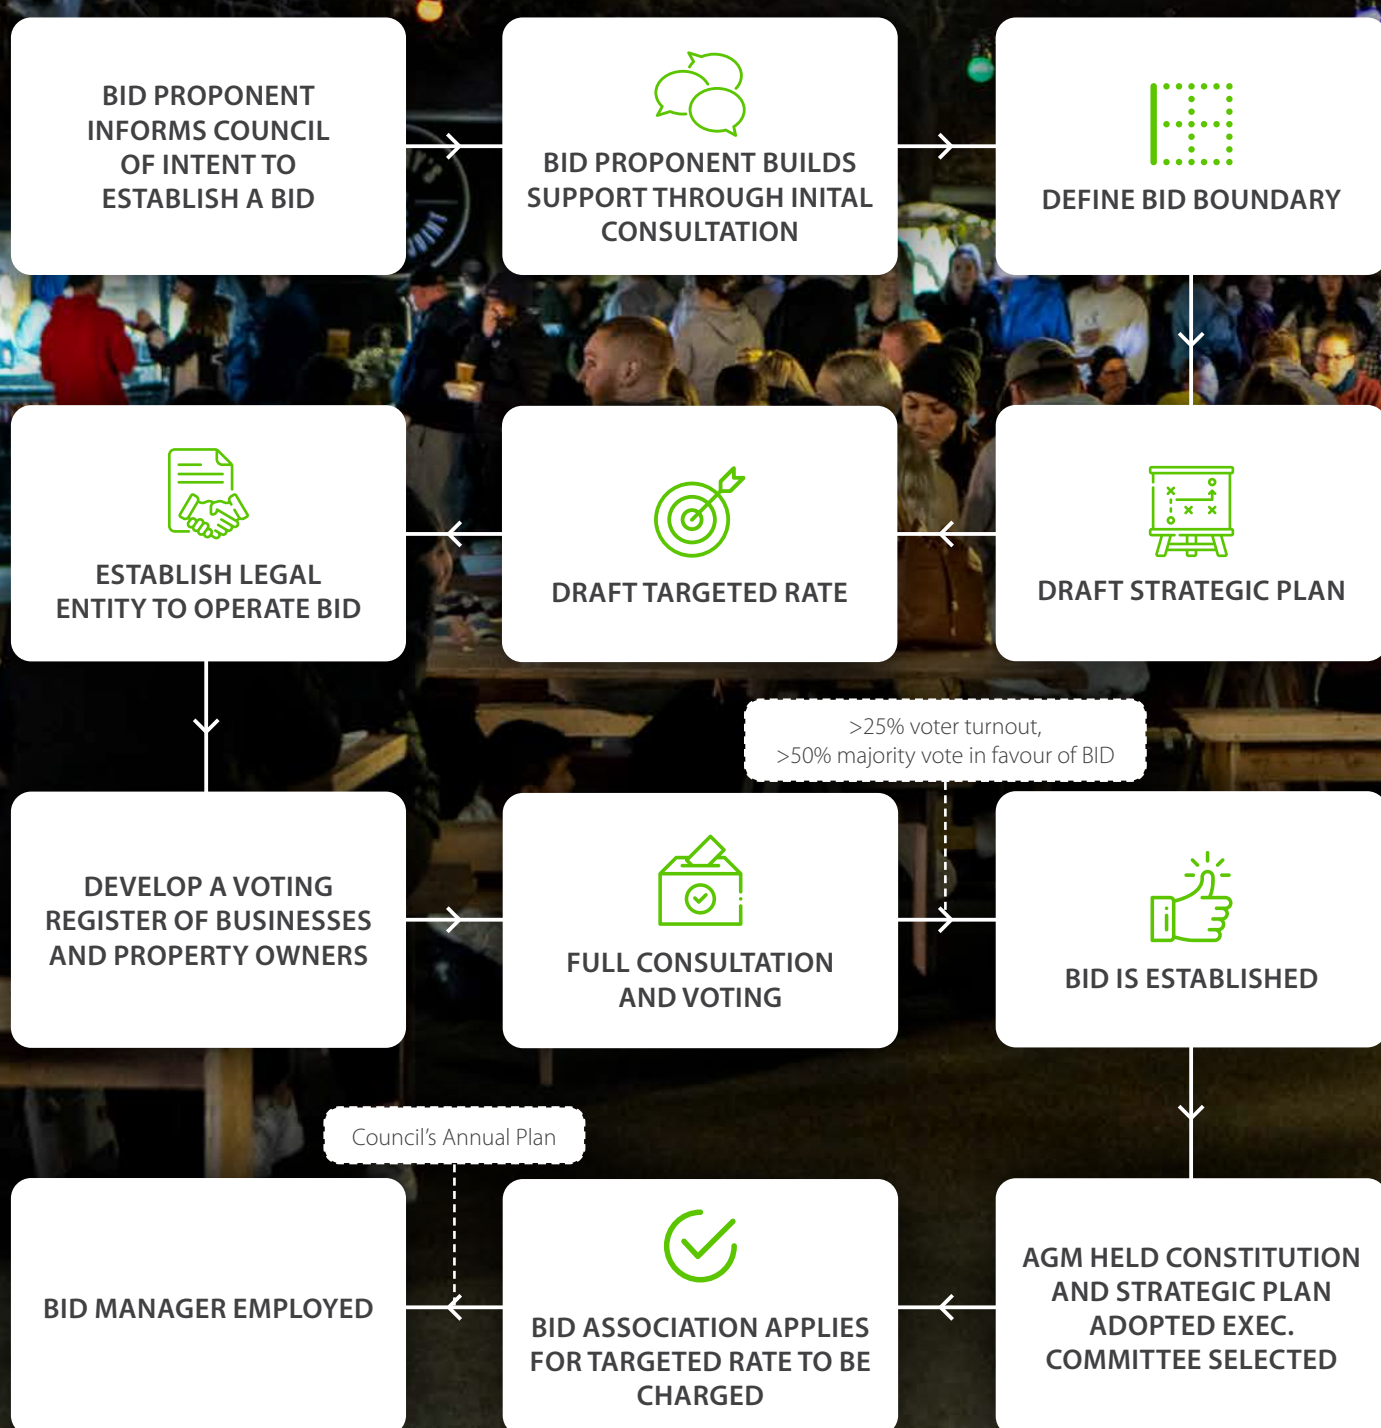 BID PROPONENT
INFORMS COUNCIL
OF INTENT TO
ESTABLISH A BID
BID PROPONENT BUILDS
SUPPORT THROUGH INITAL
CONSULTATION
DEFINE BID BOUNDARY
DRAFT STRATEGIC PLAN
DRAFT TARGETED RATE
ESTABLISH LEGAL
ENTITY TO OPERATE BID
DEVELOP A VOTING
REGISTER OF BUSINESSES
AND PROPERTY OWNERS
FULL CONSULTATION
AND VOTING
>25% voter turnout,
>50% majority vote in favour of BID
BID IS ESTABLISHED
AGM HELD CONSTITUTION
AND STRATEGIC PLAN
ADOPTED EXEC.
COMMITTEE SELECTED
BID ASSOCIATION APPLIES
FOR TARGETED RATE TO BE
CHARGED
Council's Annual Plan
BID MANAGER EMPLOYED